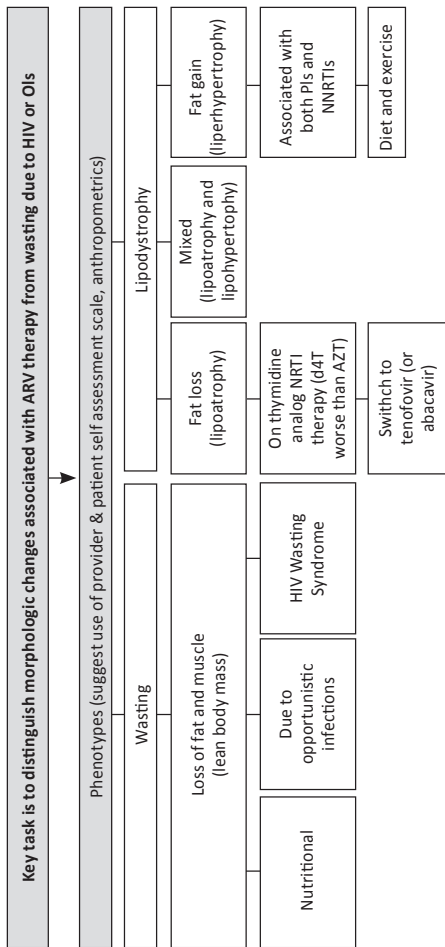 Key task is to distinguish morphologic changes associated with ARV therapy from wasting due to HIV or OIs
Phenotypes (suggest use of provider & patient self assessment scale, anthropometrics)
Wasting
Lipodystrophy
Loss of fat and muscle
(lean body mass)
Fat loss
(lipoatrophy)
Mixed
(lipoatrophy and
lipohypertophy)
Fat gain
(liperhypertrophy)
Nutritional
Due to
opportunistic
infections
HIV Wasting
Syndrome
On thymidine
analog NRTI
therapy (d4T
worse than AZT)
Associated with
both PIs and
NNRTIs
Swithch to
tenofovir (or
abacavir)
Diet and exercise